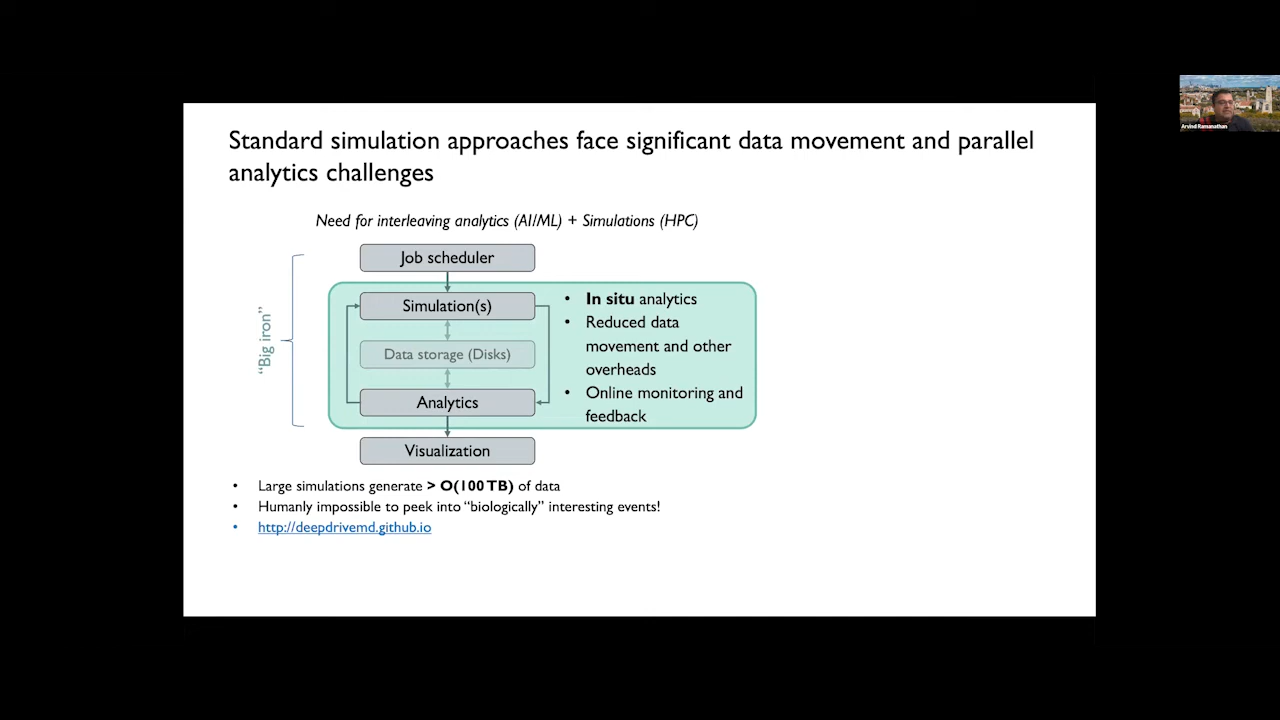 Standard simulation approaches face significant data movement and parallel
analytics challenges
Need for interleaving analytics (AI/ML) + Simulations (HPC)
"Big iron"
Job scheduler
Simulation(s)
Data storage (Disks)
Analytics
Visualization
• In situ analytics
• Reduced data
movement and other
overheads
• Online monitoring and
feedback
• Large simulations generate > O(100 TB) of data
• Humanly impossible to peek into "biologically" interesting events!
• http://deepdrivemd.github.io
Arvind Ramanathan